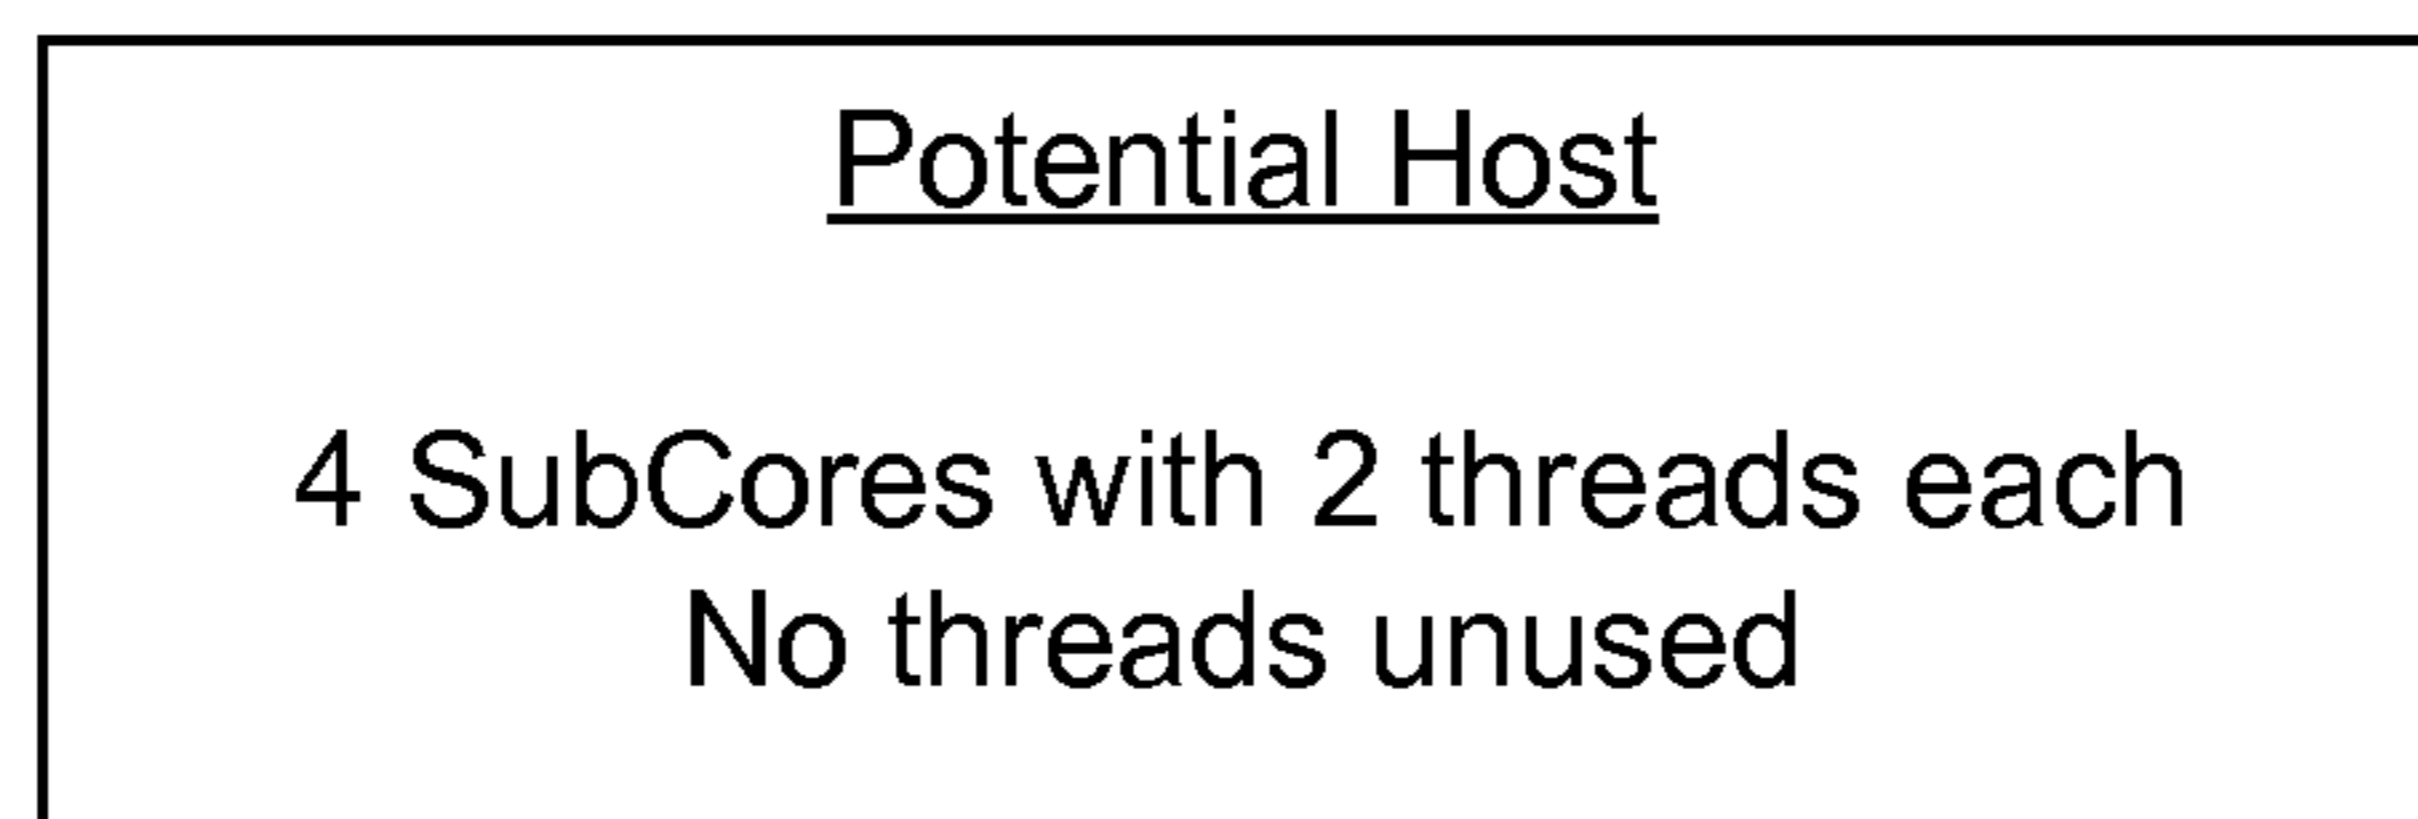 Potential Host
4 SubCores with 2 threads each
No threads unused